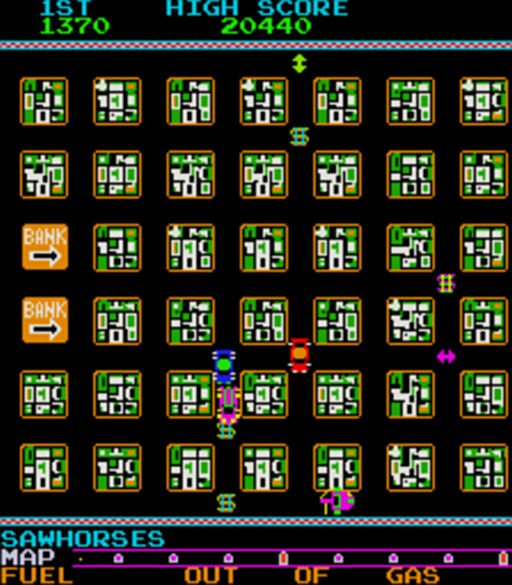 1ST HIGH SCORE
1370 20440
BANK
BANK
SAWHORSES
MAP
FUEL OUT OF GAS